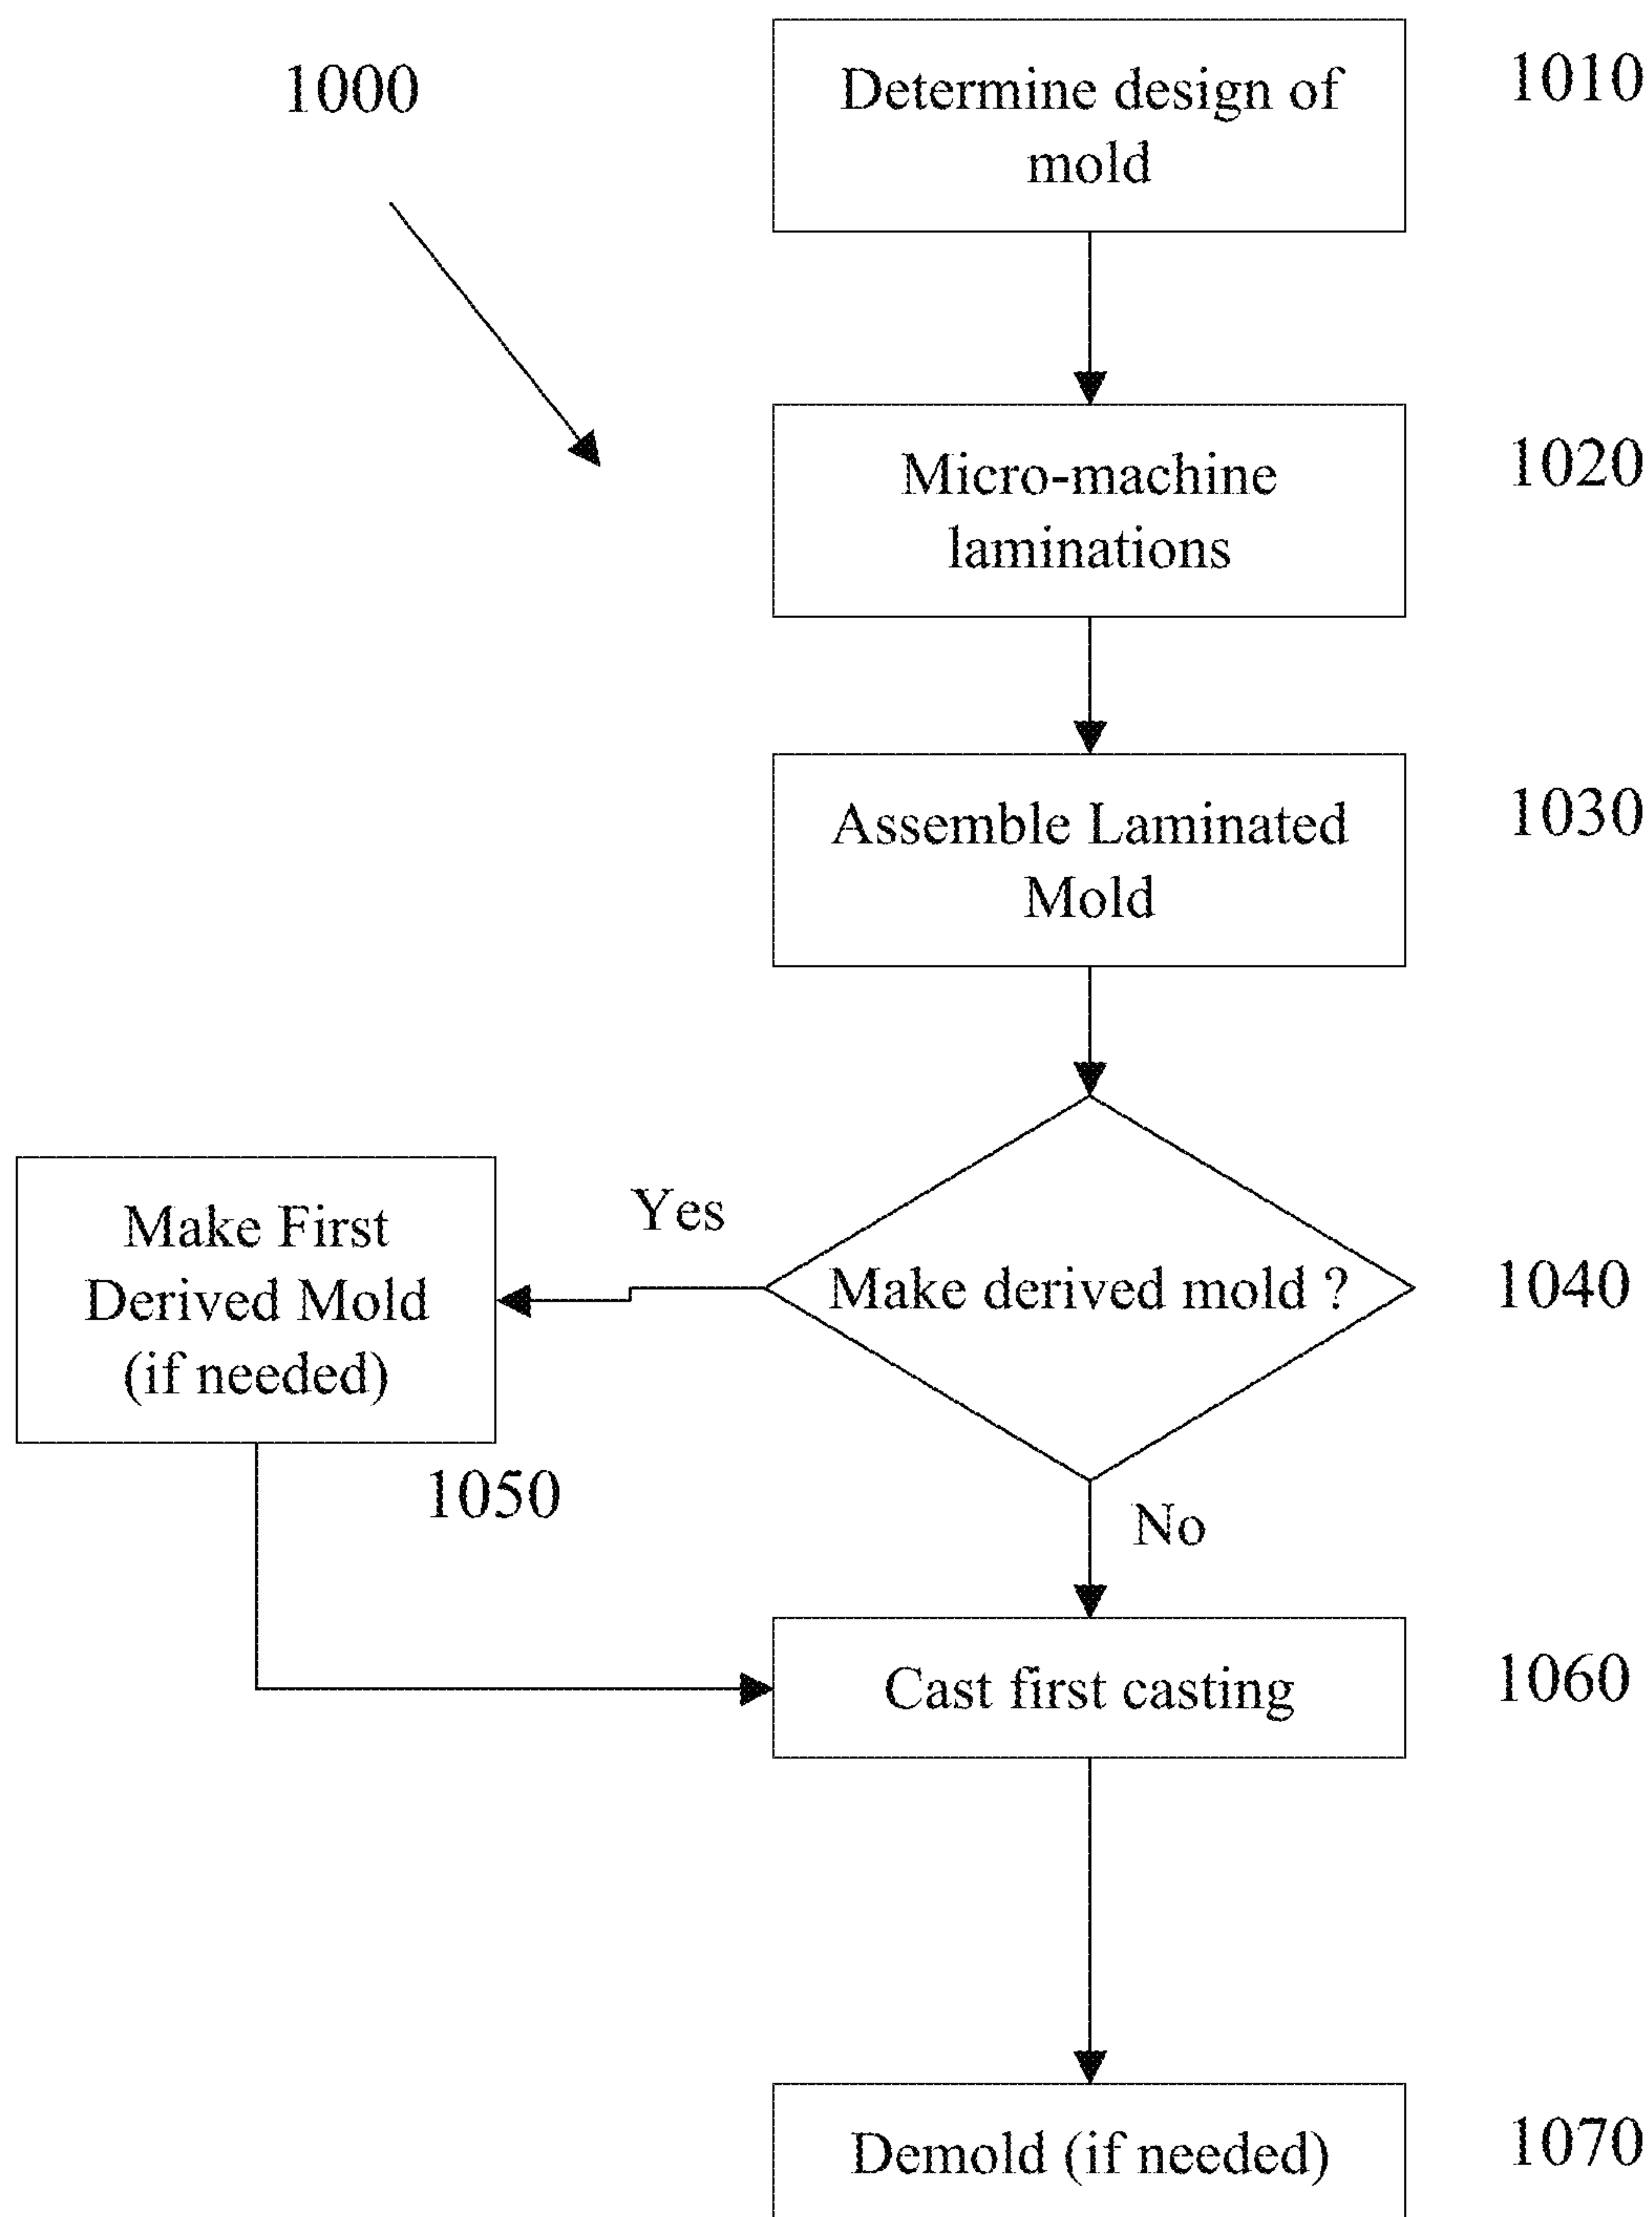 1000
Determine design of
mold
1010
Micro-machine
laminations
1020
Assemble Laminated
Mold
1030
Make First
Derived Mold
(if needed)
1050
Yes
Make derived mold ?
1040
No
Cast first casting
1060
Demold (if needed)
1070